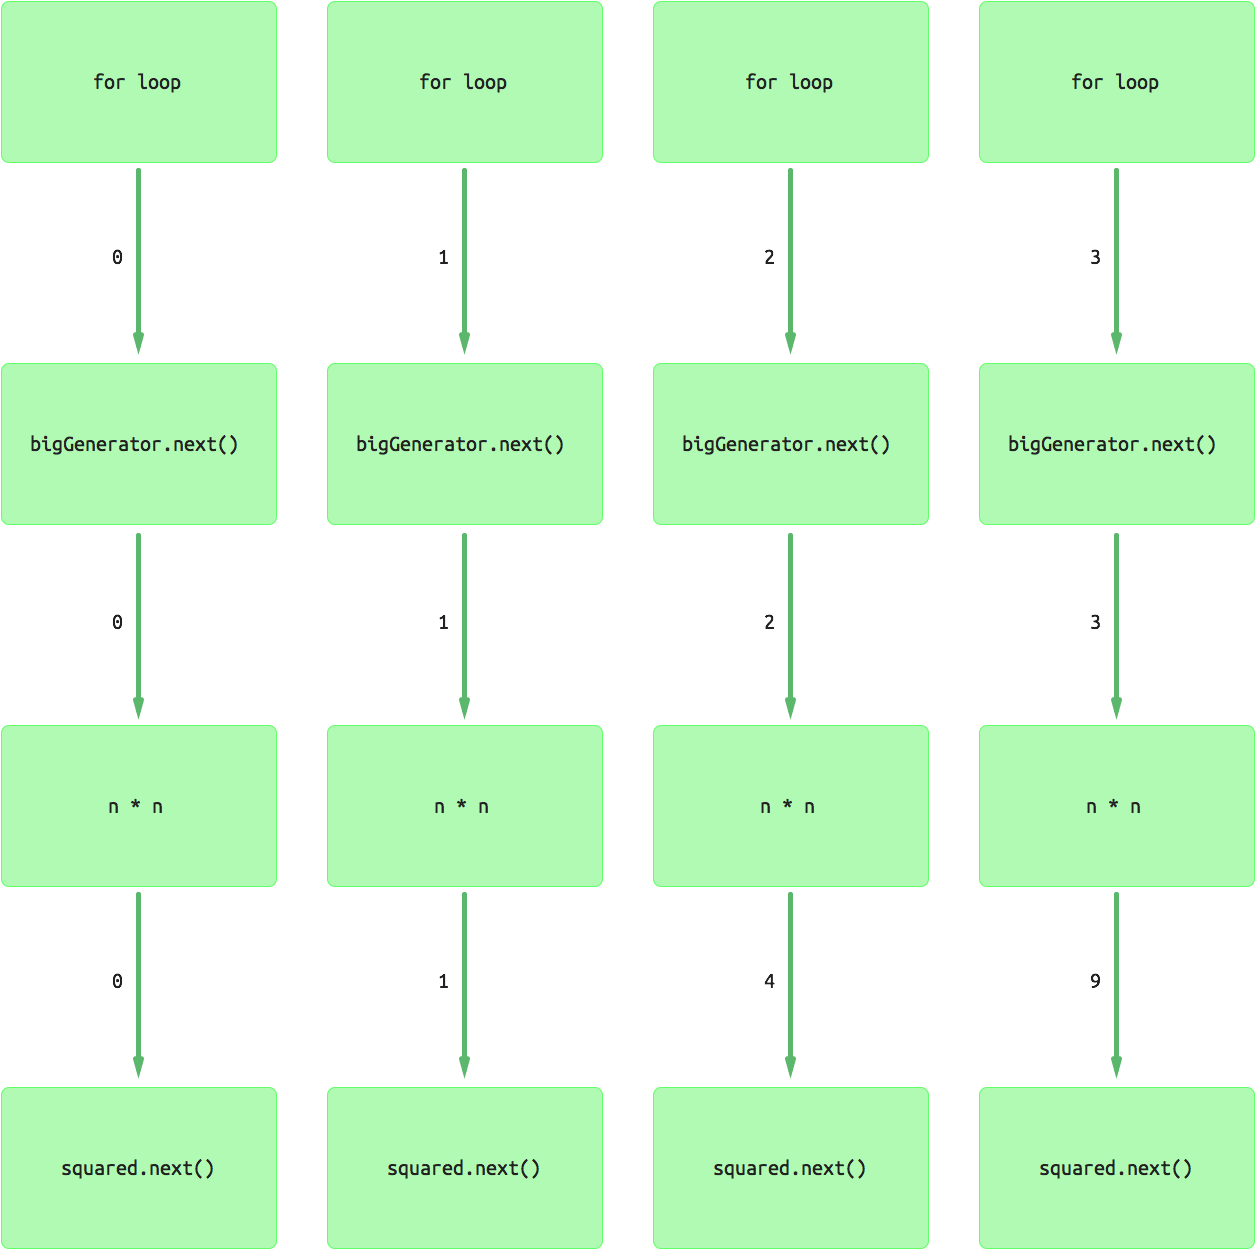 for loop
for loop
for loop
for loop
0
1
2
3
bigGenerator.next()
bigGenerator.next()
bigGenerator.next()
bigGenerator.next()
0
1
2
3
n * n
n * n
n * n
n * n
0
1
4
9
squared.next()
squared.next()
squared.next()
squared.next()